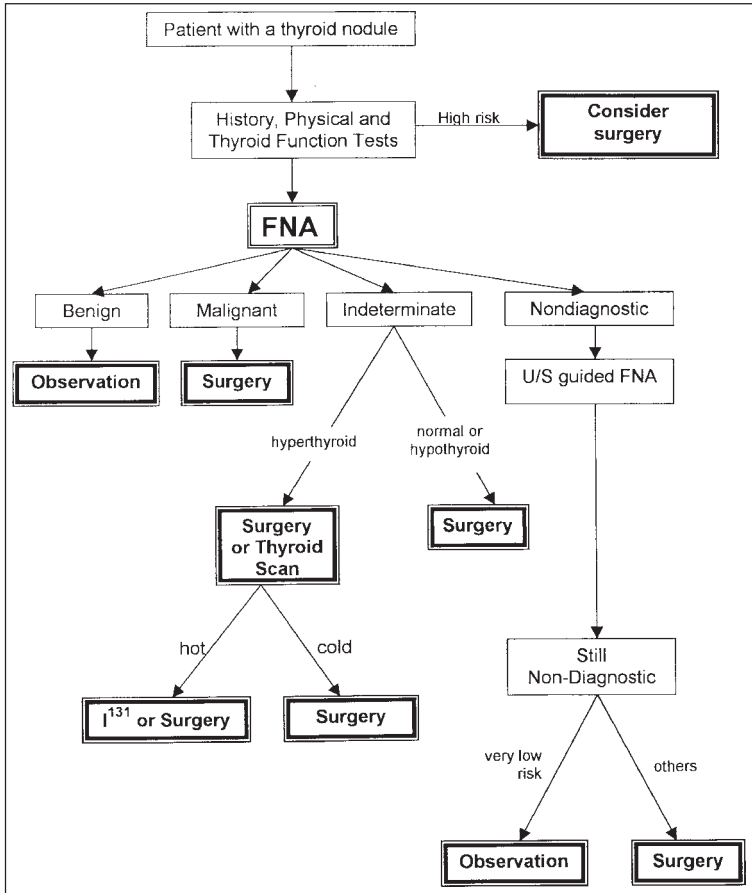 Patient with a thyroid nodule
History, Physical and
Thyroid Function Tests
High risk
Consider
surgery
FNA
Benign
Malignant
Indeterminate
Nondiagnostic
Observation
Surgery
U/S guided FNA
hyperthyroid
normal or
hypothyroid
Surgery
or Thyroid
Scan
Surgery
hot
cold
Still
Non-Diagnostic
I¹³¹ or Surgery
Surgery
very low
risk
others
Observation
Surgery